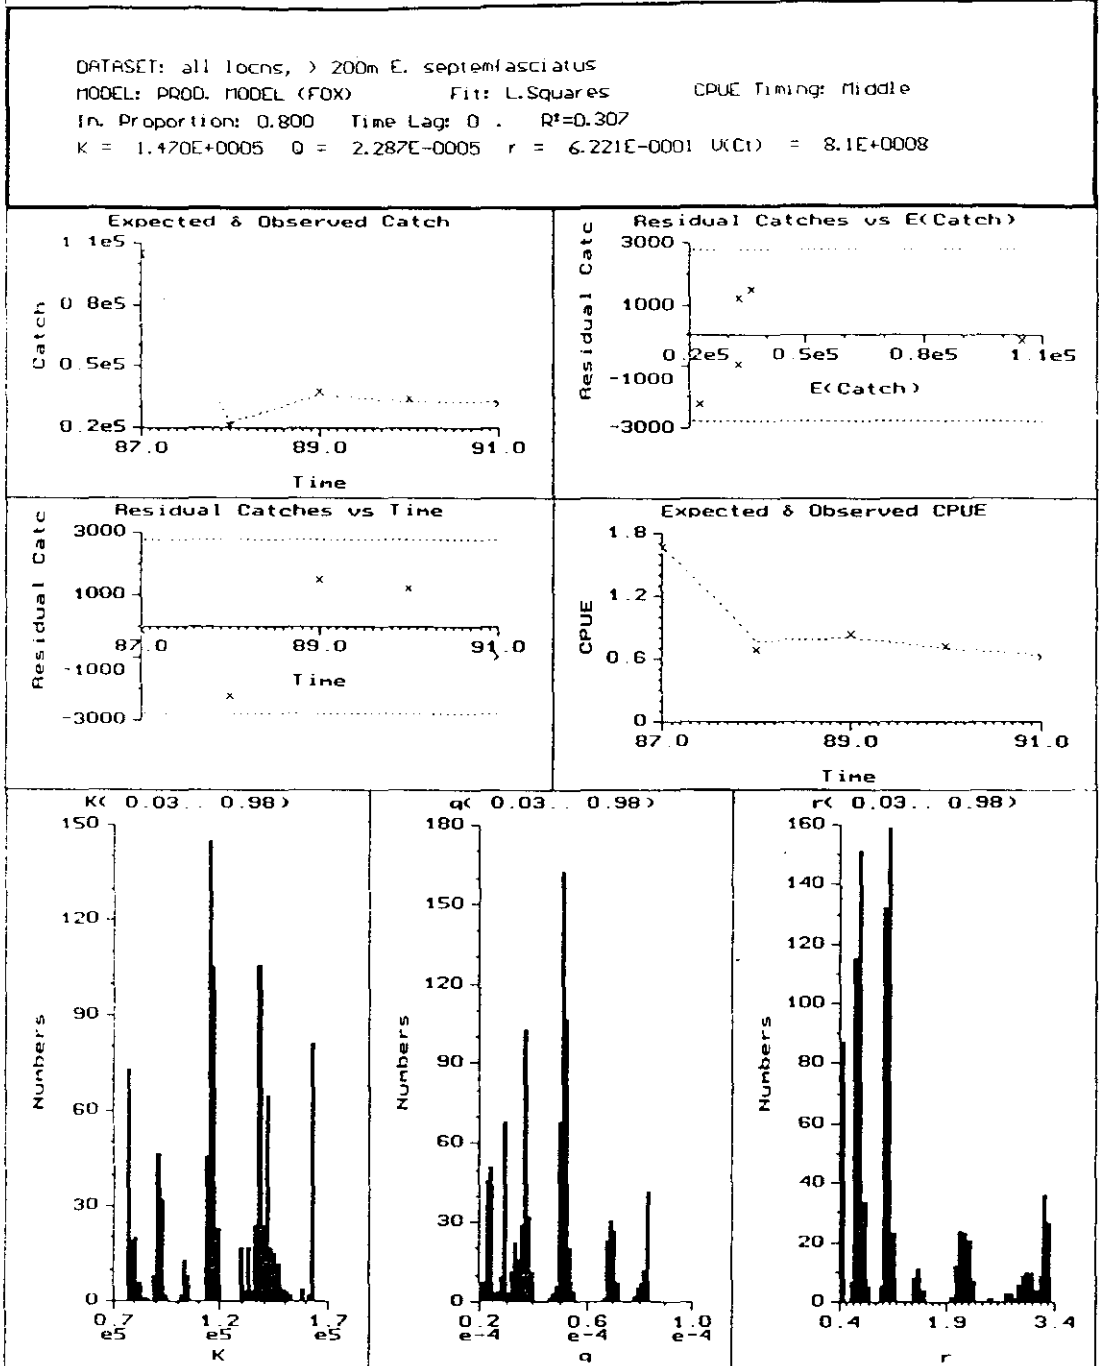 DATASET: all locns, > 200m E. septemfasciatus
MODEL: PROD. MODEL (FOX) Fit: L.Squares CPUE Timing: Middle
In. Proportion: 0.800 Time Lag: 0 . R²=0.307
K = 1.470E+0005 Q = 2.287E-0005 r = 6.221E-0001 V(Ct) = 8.1E+0008
Expected & Observed Catch
1 1e5
0 8e5
0 5e5
0 2e5
Catch
87.0 89.0 91.0
Time
Residual Catches vs E(Catch)
3000
1000
-1000
-3000
Residual Catc
0.2e5 0.5e5 0.8e5 1.1e5
E(Catch)
Residual Catches vs Time
3000
1000
-1000
-3000
Residual Catc
87.0 89.0 91.0
Time
Expected & Observed CPUE
1.8
1.2
0.6
0
CPUE
87.0 89.0 91.0
Time
K( 0.03.. 0.98)
150
120
90
60
30
0
Numbers
0.7 1.2 1.7
e5 e5 e5
K
q( 0.03.. 0.98)
180
150
120
90
60
30
0
Numbers
0.2 0.6 1.0
e-4 e-4 e-4
q
r( 0.03.. 0.98)
160
140
120
100
80
60
40
20
0
Numbers
0.4 1.9 3.4
r